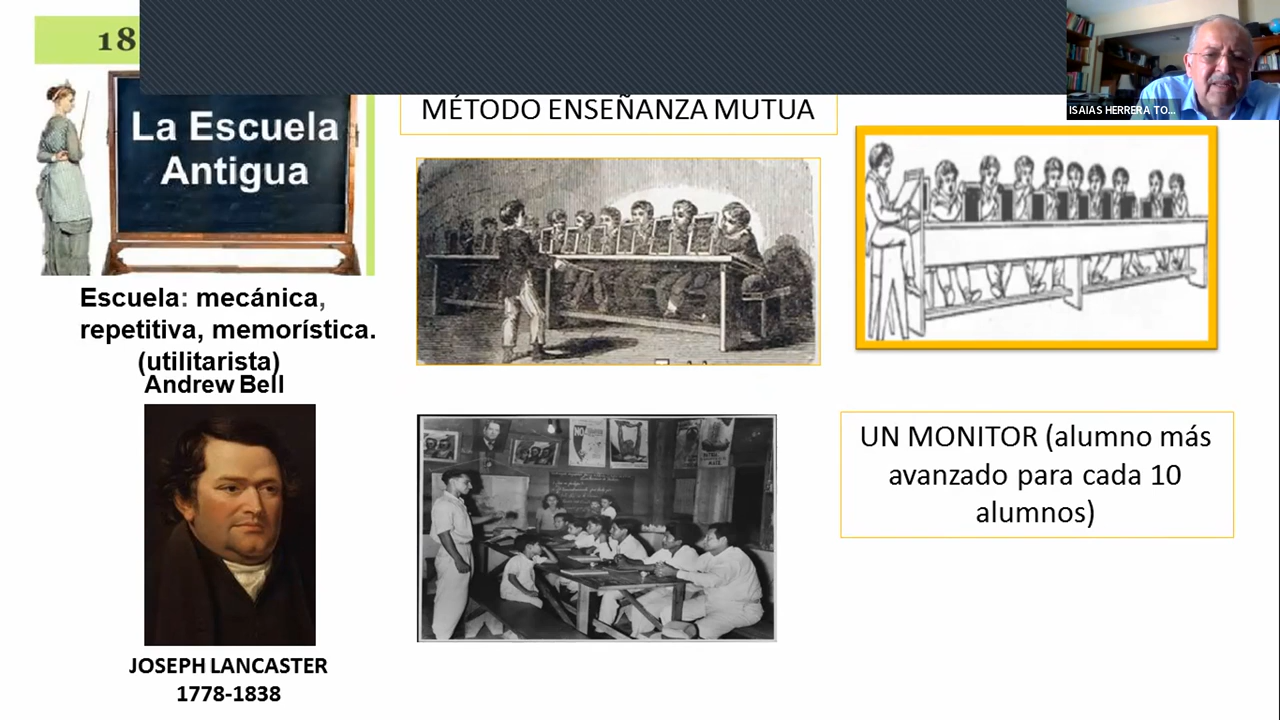 18
ISAIAS HERRERA TO...
La Escuela
Antigua
MÉTODO ENSEÑANZA MUTUA
Escuela: mecánica,
repetitiva, memorística.
(utilitarista)
Andrew Bell
UN MONITOR (alumno más
avanzado para cada 10
alumnos)
JOSEPH LANCASTER
1778-1838